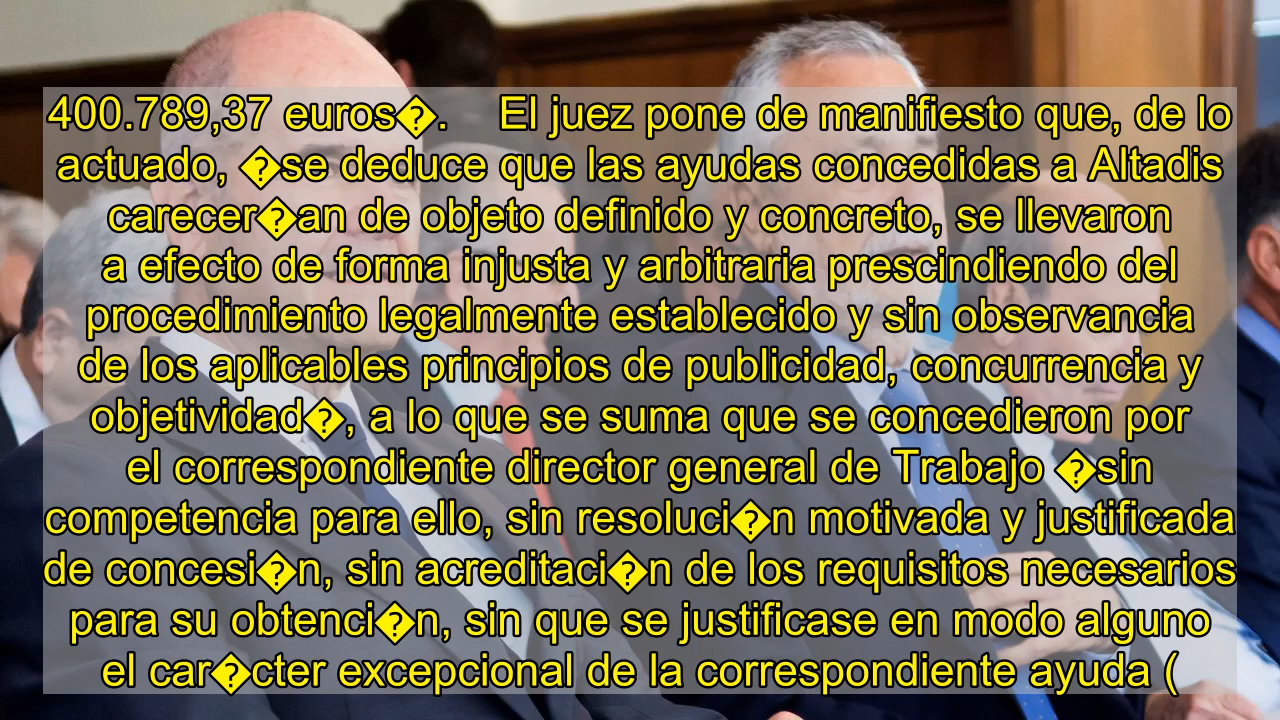 400.789,37 euros�.    El juez pone de manifiesto que, de lo
actuado, �se deduce que las ayudas concedidas a Altadis
carecer�an de objeto definido y concreto, se llevaron
a efecto de forma injusta y arbitraria prescindiendo del
procedimiento legalmente establecido y sin observancia
de los aplicables principios de publicidad, concurrencia y
objetividad�, a lo que se suma que se concedieron por
el correspondiente director general de Trabajo �sin
competencia para ello, sin resoluci�n motivada y justificada
de concesi�n, sin acreditaci�n de los requisitos necesarios
para su obtenci�n, sin que se justificase en modo alguno
el car�cter excepcional de la correspondiente ayuda (